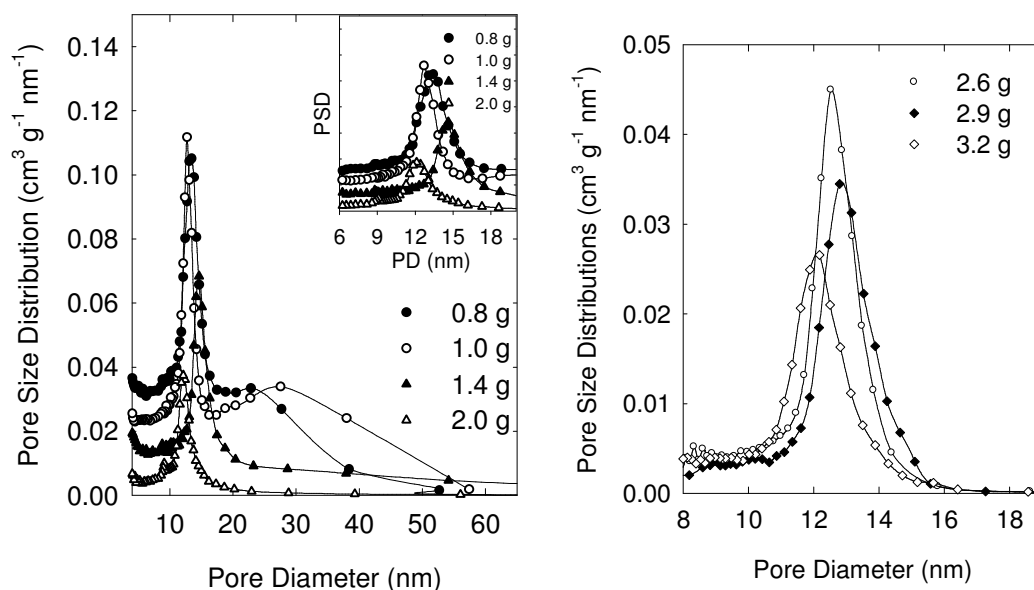 Pore Size Distribution (cm³ g⁻¹ nm⁻¹)
0.14
0.12
0.10
0.08
0.06
0.04
0.02
0.00
10 20 30 40 50 60
Pore Diameter (nm)
PSD
0.8 g
1.0 g
1.4 g
2.0 g
6 9 12 15 18
PD (nm)
0.8 g
1.0 g
1.4 g
2.0 g
Pore Size Distributions (cm³ g⁻¹ nm⁻¹)
0.05
0.04
0.03
0.02
0.01
0.00
8 10 12 14 16 18
Pore Diameter (nm)
2.6 g
2.9 g
3.2 g